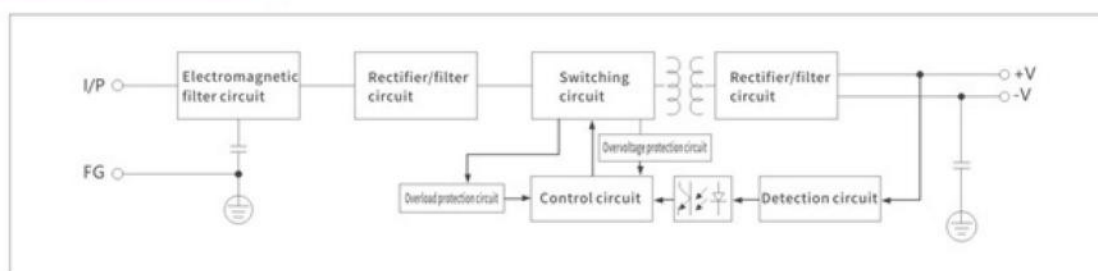 I/P
Electromagnetic
filter circuit
Rectifier/filter
circuit
Switching
circuit
Rectifier/filter
circuit
+V
-V
Overvoltage protection circuit
FG
Overload protection circuit
Control circuit
Detection circuit